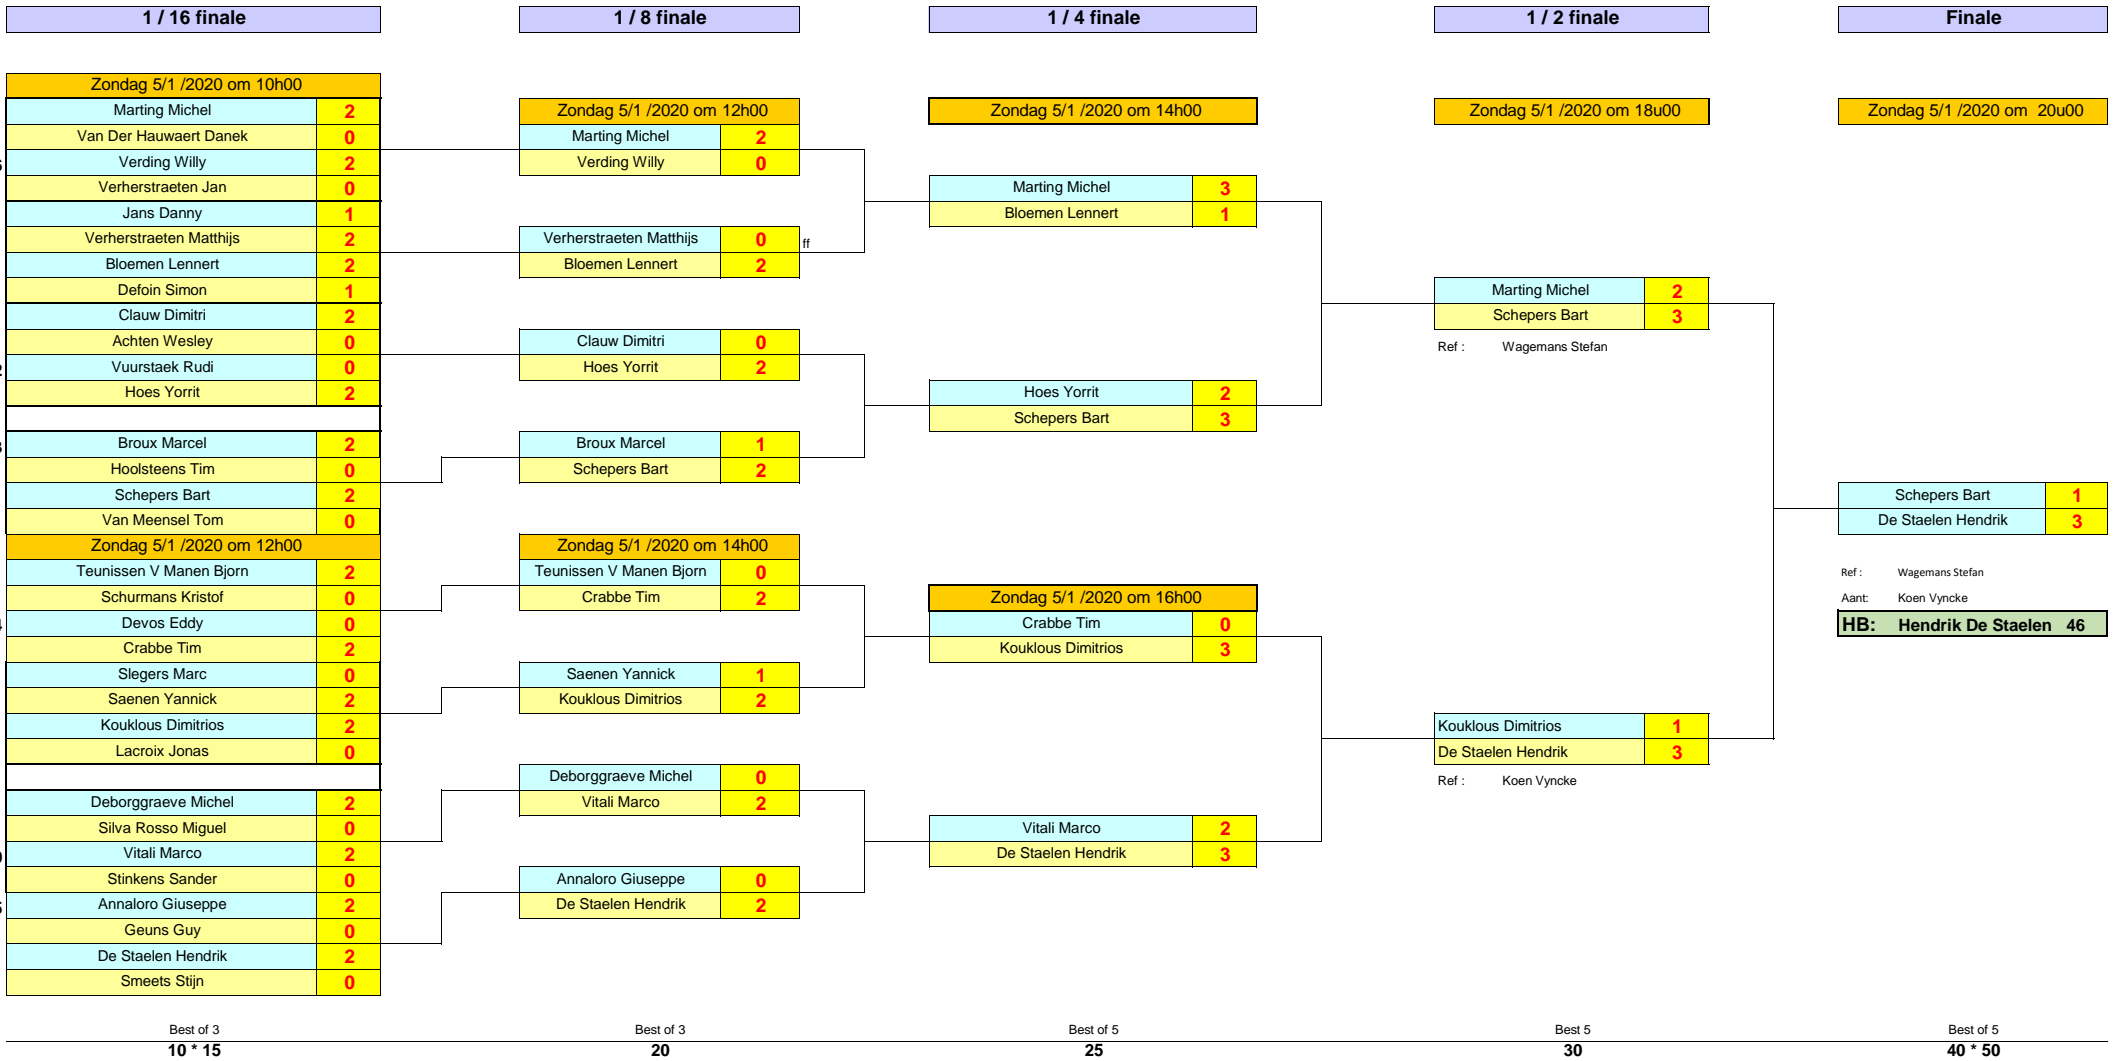 1 / 16 finale
1 / 8 finale
1 / 4 finale
1 / 2 finale
Finale
Zondag 5/1 /2020 om 10h00
Marting Michel 2
Van Der Hauwaert Danek 0
Verding Willy 2
Verherstraeten Jan 0
Jans Danny 1
Verherstraeten Matthijs 2
Bloemen Lennert 2
Defoin Simon 1
Clauw Dimitri 2
Achten Wesley 0
Vuurstaek Rudi 0
Hoes Yorrit 2
Broux Marcel 2
Hoolsteens Tim 0
Schepers Bart 2
Van Meensel Tom 0
Zondag 5/1 /2020 om 12h00
Teunissen V Manen Bjorn 2
Schurmans Kristof 0
Devos Eddy 0
Crabbe Tim 2
Slegers Marc 0
Saenen Yannick 2
Kouklous Dimitrios 2
Lacroix Jonas 0
Deborggraeve Michel 2
Silva Rosso Miguel 0
Vitali Marco 2
Stinkens Sander 0
Annaloro Giuseppe 2
Geuns Guy 0
De Staelen Hendrik 2
Smeets Stijn 0
Best of 3
10 * 15
Zondag 5/1 /2020 om 12h00
Marting Michel 2
Verding Willy 0
Verherstraeten Matthijs 0 ff
Bloemen Lennert 2
Clauw Dimitri 0
Hoes Yorrit 2
Broux Marcel 1
Schepers Bart 2
Zondag 5/1 /2020 om 14h00
Teunissen V Manen Bjorn 0
Crabbe Tim 2
Saenen Yannick 1
Kouklous Dimitrios 2
Deborggraeve Michel 0
Vitali Marco 2
Annaloro Giuseppe 0
De Staelen Hendrik 2
Best of 3
20
Zondag 5/1 /2020 om 14h00
Marting Michel 3
Bloemen Lennert 1
Hoes Yorrit 2
Schepers Bart 3
Zondag 5/1 /2020 om 16h00
Crabbe Tim 0
Kouklous Dimitrios 3
Vitali Marco 2
De Staelen Hendrik 3
Best of 5
25
Zondag 5/1 /2020 om 18u00
Marting Michel 2
Schepers Bart 3
Ref : Wagemans Stefan
Kouklous Dimitrios 1
De Staelen Hendrik 3
Ref : Koen Vyncke
Best 5
30
Zondag 5/1 /2020 om 20u00
Schepers Bart 1
De Staelen Hendrik 3
Ref : Wagemans Stefan
Aant: Koen Vyncke
HB: Hendrik De Staelen 46
Best of 5
40 * 50